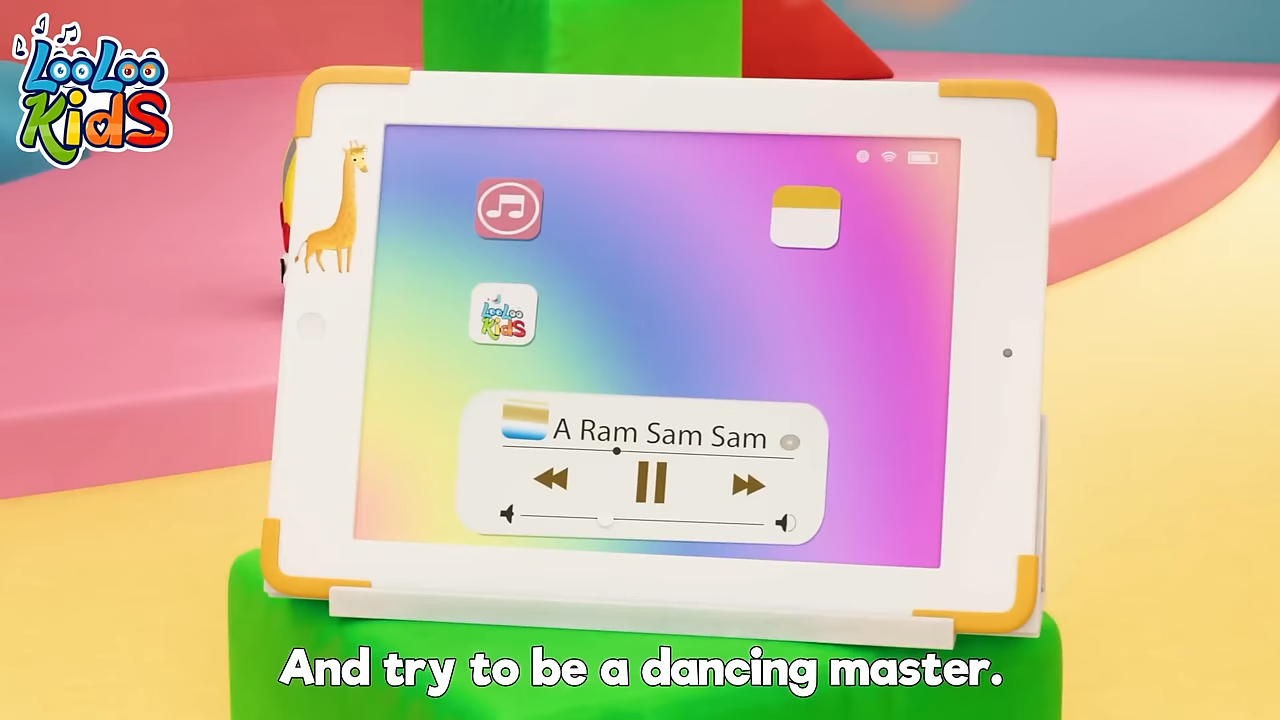 LooLoo
Kids
LooLoo
Kids
A Ram Sam Sam
And try to be a dancing master.